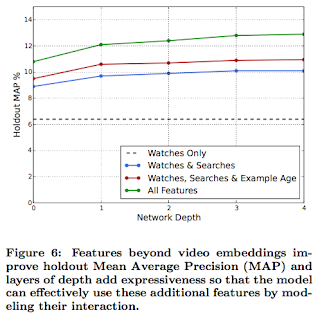 14
12
10
8
6
4
2
0
Holdout MAP %
Watches Only
Watches & Searches
Watches, Searches & Example Age
All Features
0 1 2 3 4
Network Depth
Figure 6: Features beyond video embeddings im-
prove holdout Mean Average Precision (MAP) and
layers of depth add expressiveness so that the model
can effectively use these additional features by mod-
eling their interaction.